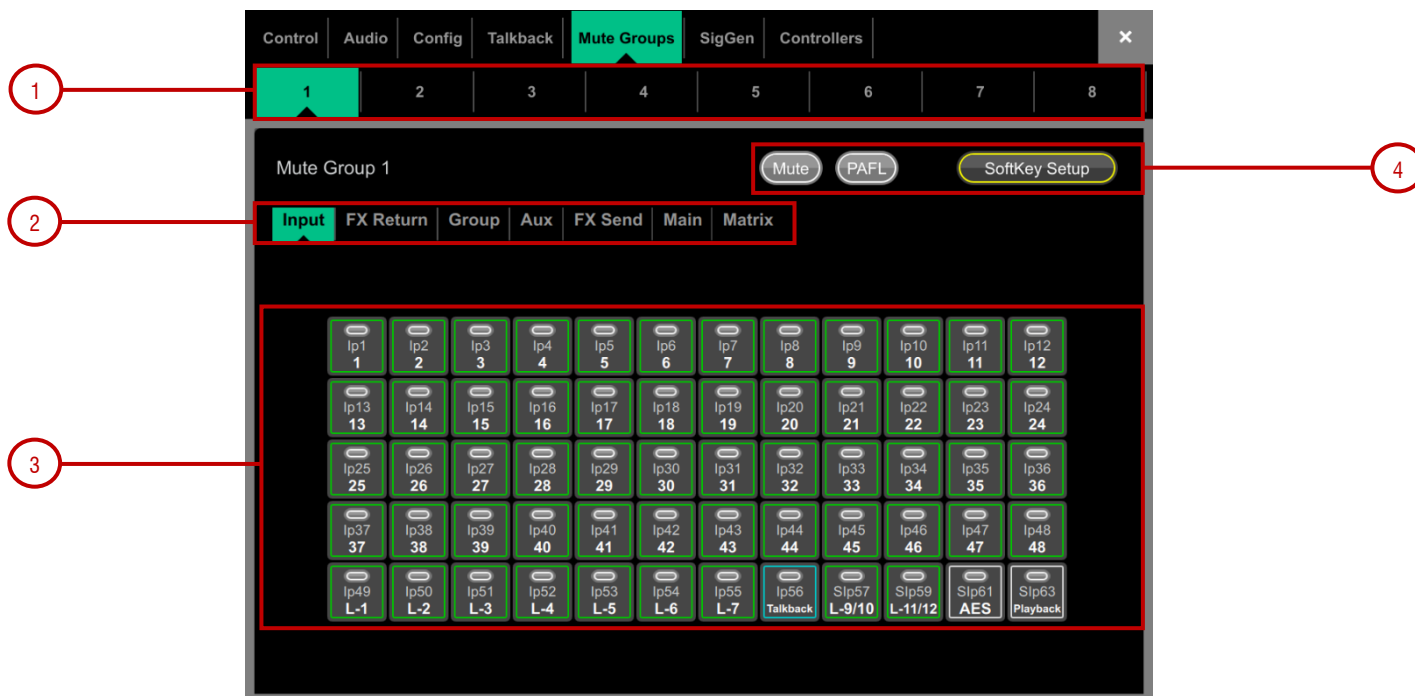 Control Audio Config Talkback Mute Groups SigGen Controllers ×
1 1 2 3 4 5 6 7 8
Mute Group 1 Mute PAFL SoftKey Setup 4
2 Input FX Return Group Aux FX Send Main Matrix
Ip1 Ip2 Ip3 Ip4 Ip5 Ip6 Ip7 Ip8 Ip9 Ip10 Ip11 Ip12
1 2 3 4 5 6 7 8 9 10 11 12
Ip13 Ip14 Ip15 Ip16 Ip17 Ip18 Ip19 Ip20 Ip21 Ip22 Ip23 Ip24
13 14 15 16 17 18 19 20 21 22 23 24
3
Ip25 Ip26 Ip27 Ip28 Ip29 Ip30 Ip31 Ip32 Ip33 Ip34 Ip35 Ip36
25 26 27 28 29 30 31 32 33 34 35 36
Ip37 Ip38 Ip39 Ip40 Ip41 Ip42 Ip43 Ip44 Ip45 Ip46 Ip47 Ip48
37 38 39 40 41 42 43 44 45 46 47 48
Ip49 Ip50 Ip51 Ip52 Ip53 Ip54 Ip55 Ip56 SIp57 SIp59 SIp61 SIp63
L-1 L-2 L-3 L-4 L-5 L-6 L-7 Talkback L-9/10 L-11/12 AES Playback